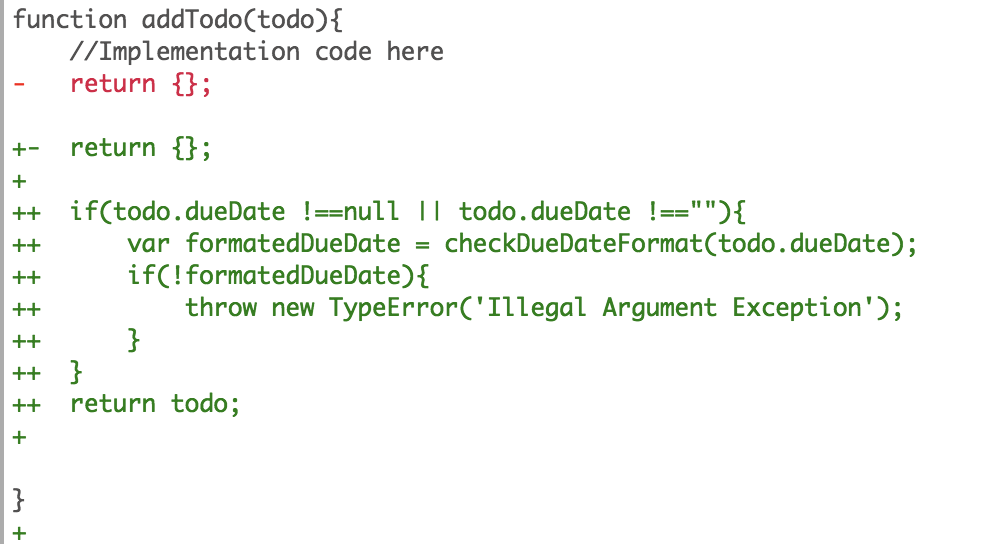 function addTodo(todo){
    //Implementation code here
-   return {};

+-  return {};
+
++  if(todo.dueDate !==null || todo.dueDate !==""){
++      var formatedDueDate = checkDueDateFormat(todo.dueDate);
++      if(!formatedDueDate){
++          throw new TypeError('Illegal Argument Exception');
++      }
++  }
++  return todo;
+

}
+